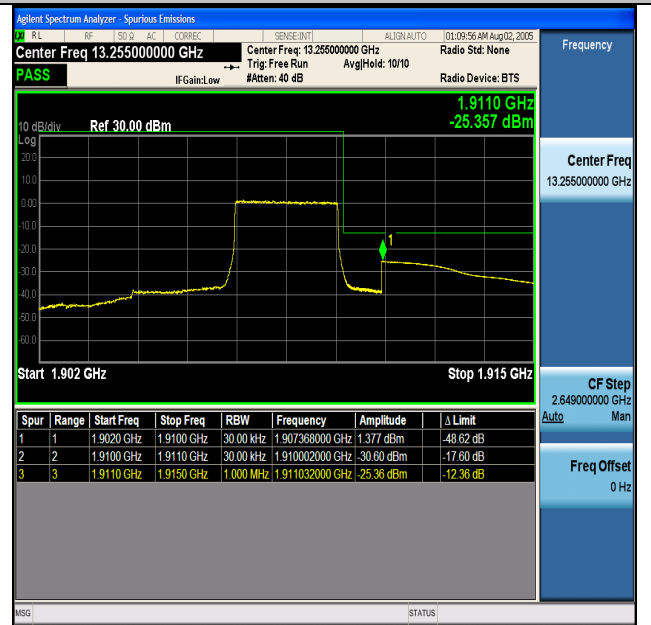 Agilent Spectrum Analyzer - Spurious Emissions
RL RF 50 Ω AC CORREC SENSE:INT ALIGN AUTO 01:09:56 AM Aug 02, 2005
Center Freq 13.255000000 GHz
Center Freq: 13.255000000 GHz
Radio Std: None
Trig: Free Run Avg|Hold: 10/10
PASS
IFGain:Low
#Atten: 40 dB
Radio Device: BTS
1.9110 GHz
-25.357 dBm
10 dB/div Ref 30.00 dBm
Log
20.0
10.0
0.00
-10.0
-20.0
-30.0
-40.0
-50.0
-60.0
1
Start 1.902 GHz
Stop 1.915 GHz
Spur Range Start Freq Stop Freq RBW Frequency Amplitude Δ Limit
1 1 1.9020 GHz 1.9100 GHz 30.00 kHz 1.907368000 GHz 1.377 dBm -48.62 dB
2 2 1.9100 GHz 1.9110 GHz 30.00 kHz 1.910002000 GHz -30.60 dBm -17.60 dB
3 3 1.9110 GHz 1.9150 GHz 1.000 MHz 1.911032000 GHz -25.36 dBm -12.36 dB
Frequency
Center Freq
13.255000000 GHz
CF Step
2.649000000 GHz
Auto Man
Freq Offset
0 Hz
MSG STATUS